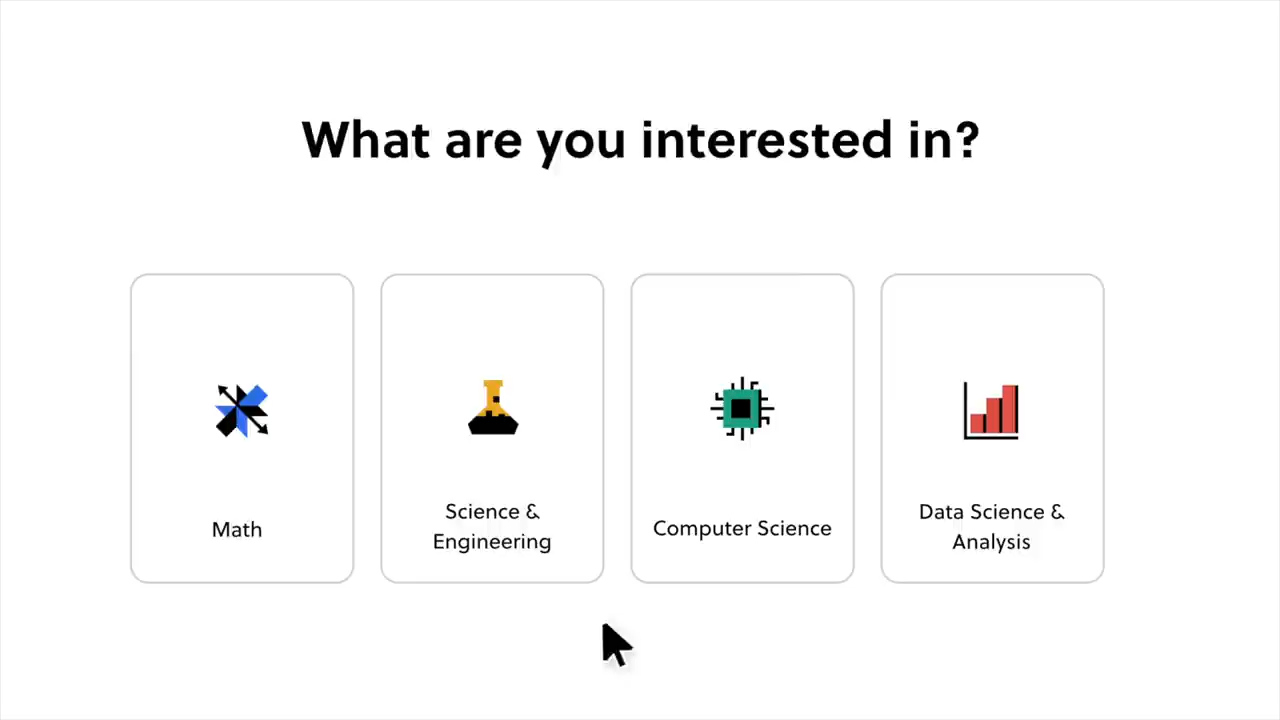 What are you interested in?
Math
Science &
Engineering
Computer Science
Data Science &
Analysis